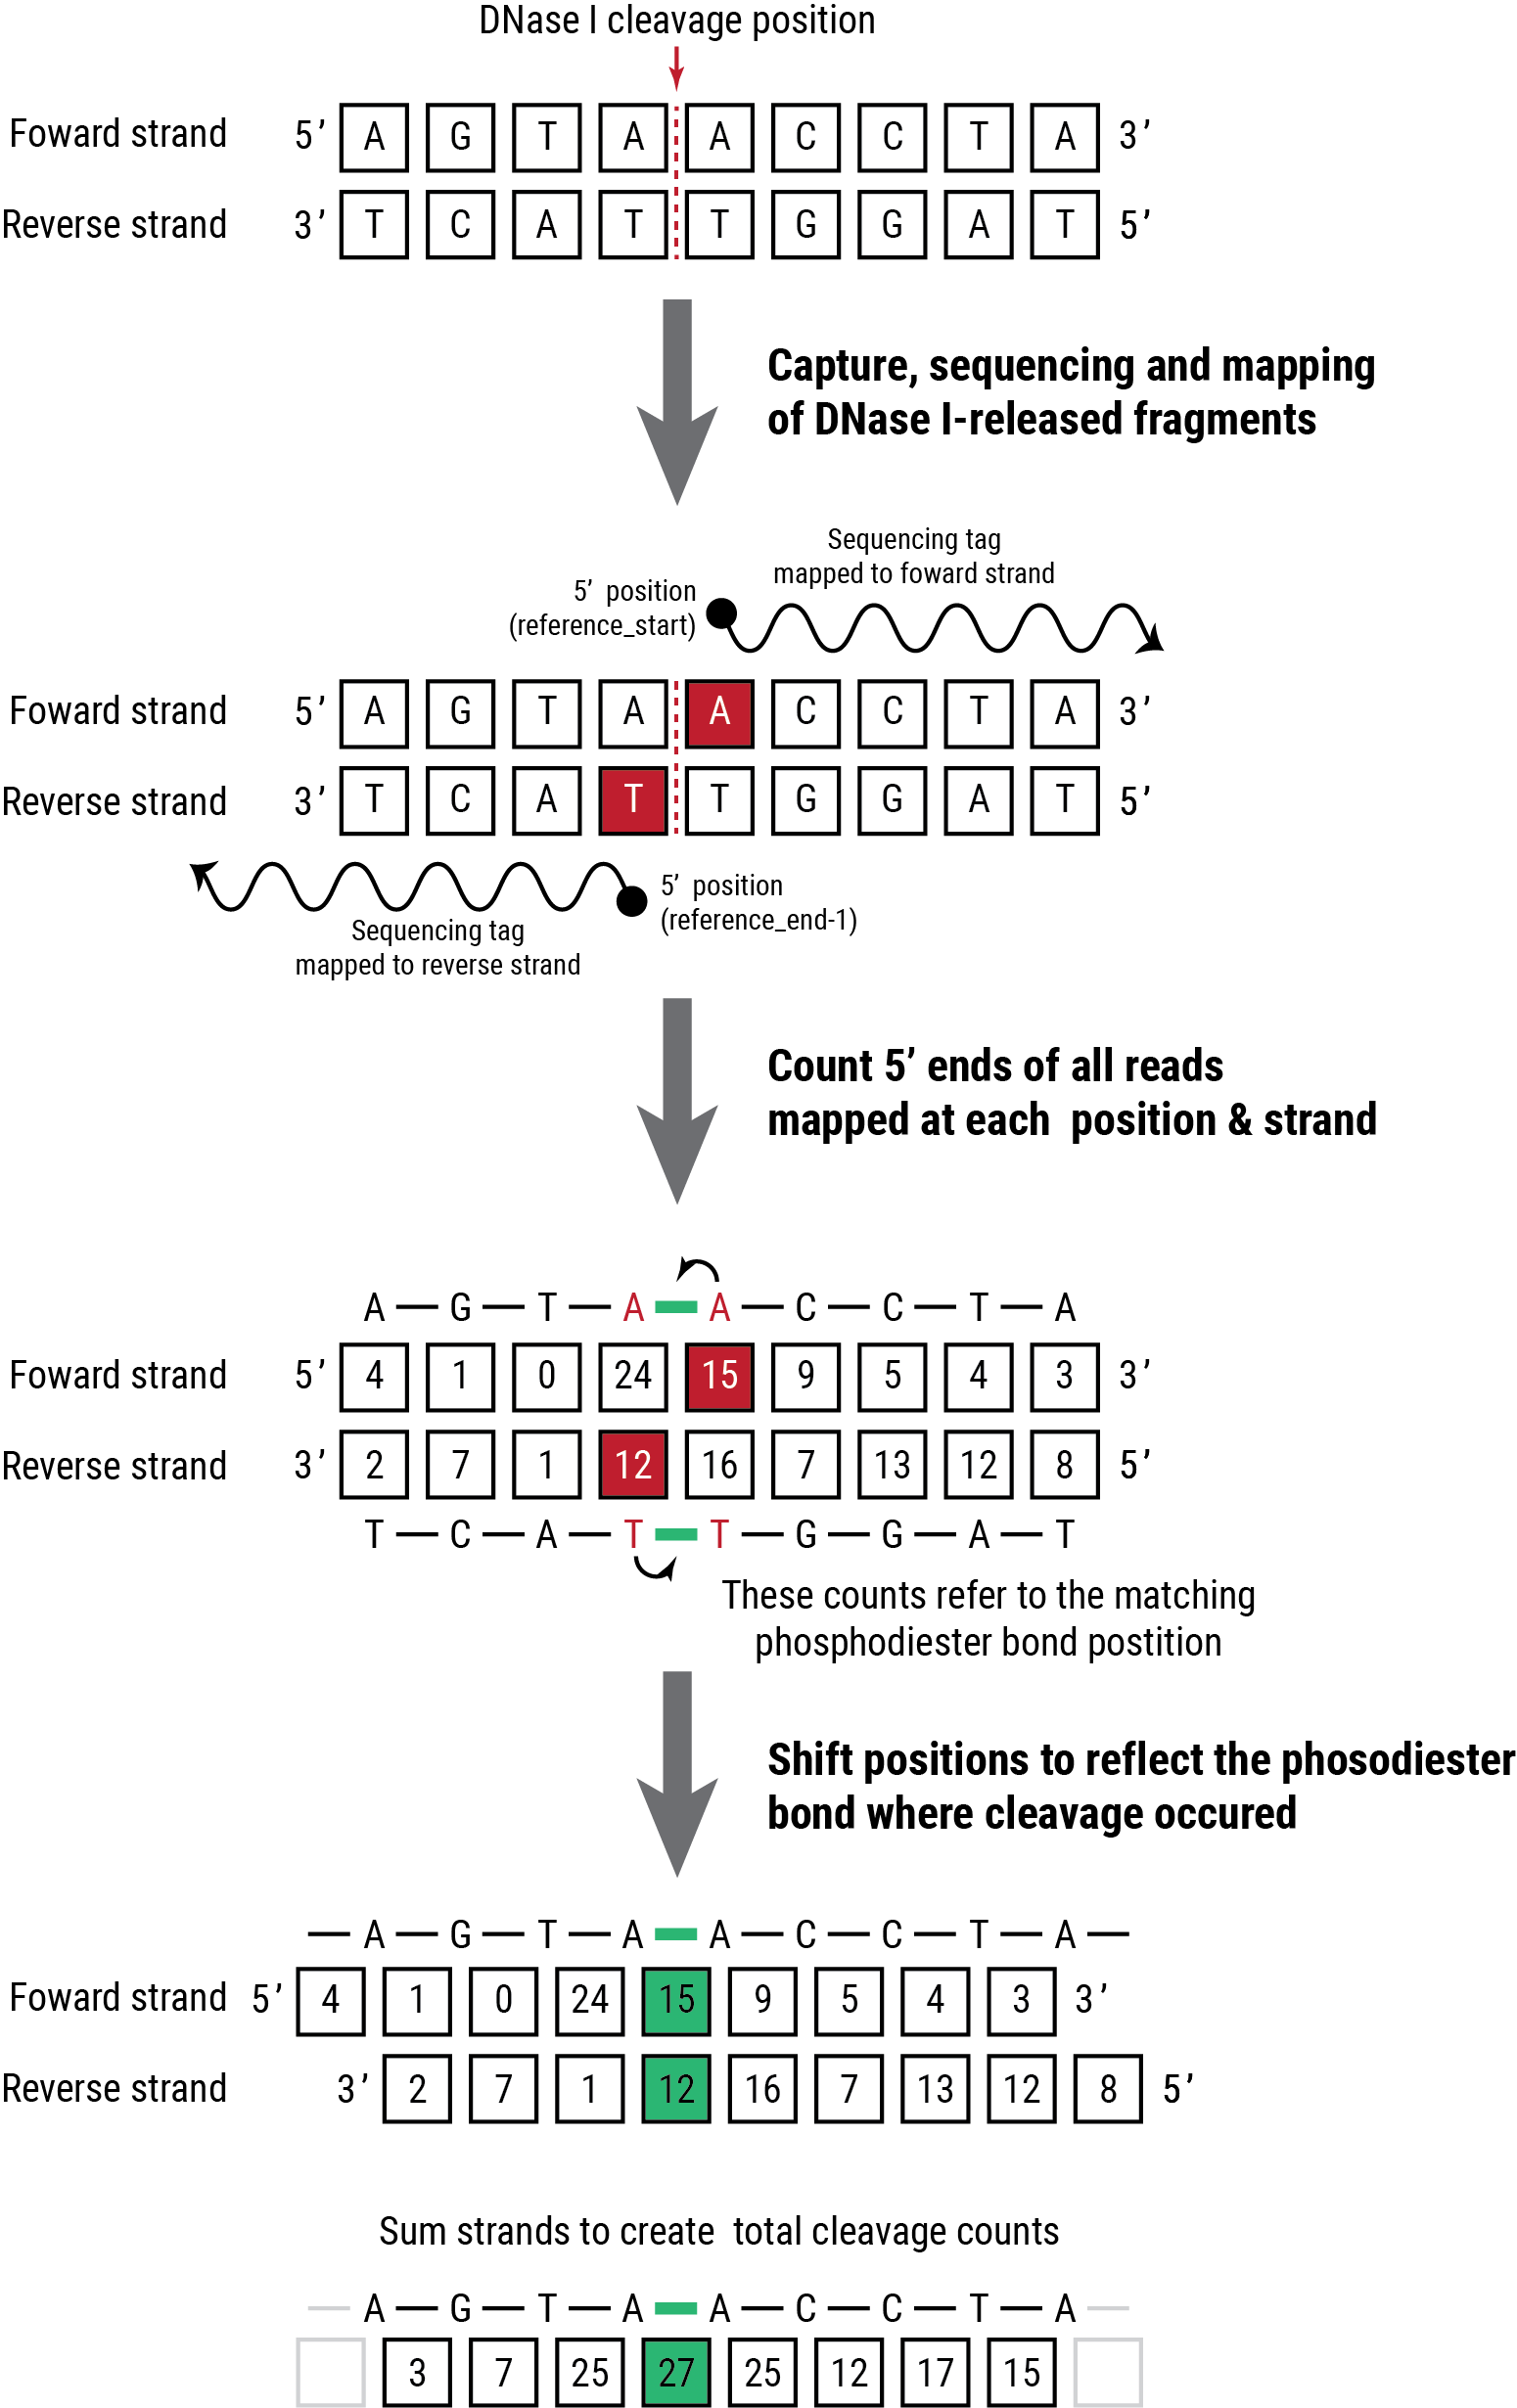 DNase I cleavage position
Foward strand 5’ A G T A A C C T A 3’
Reverse strand 3’ T C A T T G G A T 5’
Capture, sequencing and mapping
of DNase I-released fragments
Sequencing tag
mapped to foward strand
5’ position
(reference_start)
Foward strand 5’ A G T A A C C T A 3’
Reverse strand 3’ T C A T T G G A T 5’
5’ position
(reference_end-1)
Sequencing tag
mapped to reverse strand
Count 5’ ends of all reads
mapped at each position & strand
A G T A A C C T A
Foward strand 5’ 4 1 0 24 15 9 5 4 3 3’
Reverse strand 3’ 2 7 1 12 16 7 13 12 8 5’
T C A T T G G A T
These counts refer to the matching
phosphodiester bond postition
Shift positions to reflect the phosodiester
bond where cleavage occured
A G T A A C C T A
Foward strand 5’ 4 1 0 24 15 9 5 4 3 3’
Reverse strand 3’ 2 7 1 12 16 7 13 12 8 5’
Sum strands to create total cleavage counts
A G T A A C C T A
3 7 25 27 25 12 17 15